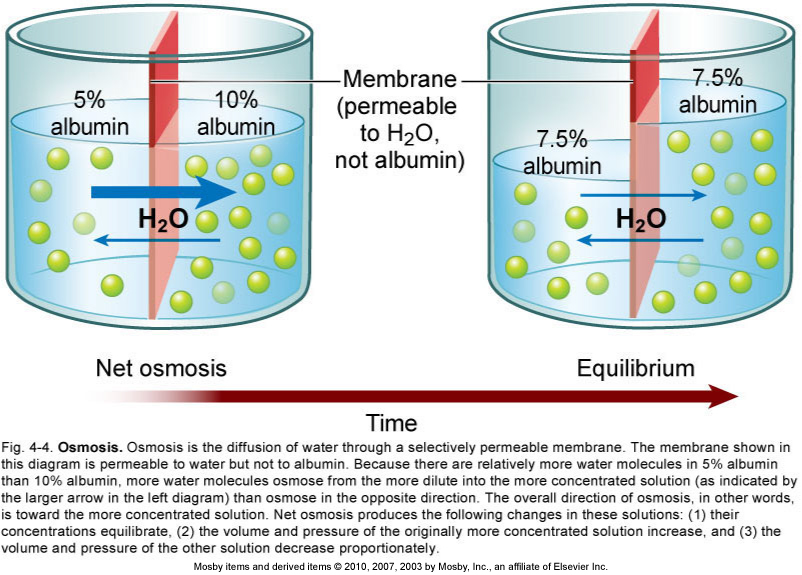 5%
albumin
10%
albumin
Membrane
(permeable
to H₂O,
not albumin)
7.5%
albumin
7.5%
albumin
H₂O
H₂O
Net osmosis
Equilibrium
Time
Fig. 4-4. Osmosis. Osmosis is the diffusion of water through a selectively permeable membrane. The membrane shown in
this diagram is permeable to water but not to albumin. Because there are relatively more water molecules in 5% albumin
than 10% albumin, more water molecules osmose from the more dilute into the more concentrated solution (as indicated by
the larger arrow in the left diagram) than osmose in the opposite direction. The overall direction of osmosis, in other words,
is toward the more concentrated solution. Net osmosis produces the following changes in these solutions: (1) their
concentrations equilibrate, (2) the volume and pressure of the originally more concentrated solution increase, and (3) the
volume and pressure of the other solution decrease proportionately.
Mosby items and derived items © 2010, 2007, 2003 by Mosby, Inc., an affiliate of Elsevier Inc.